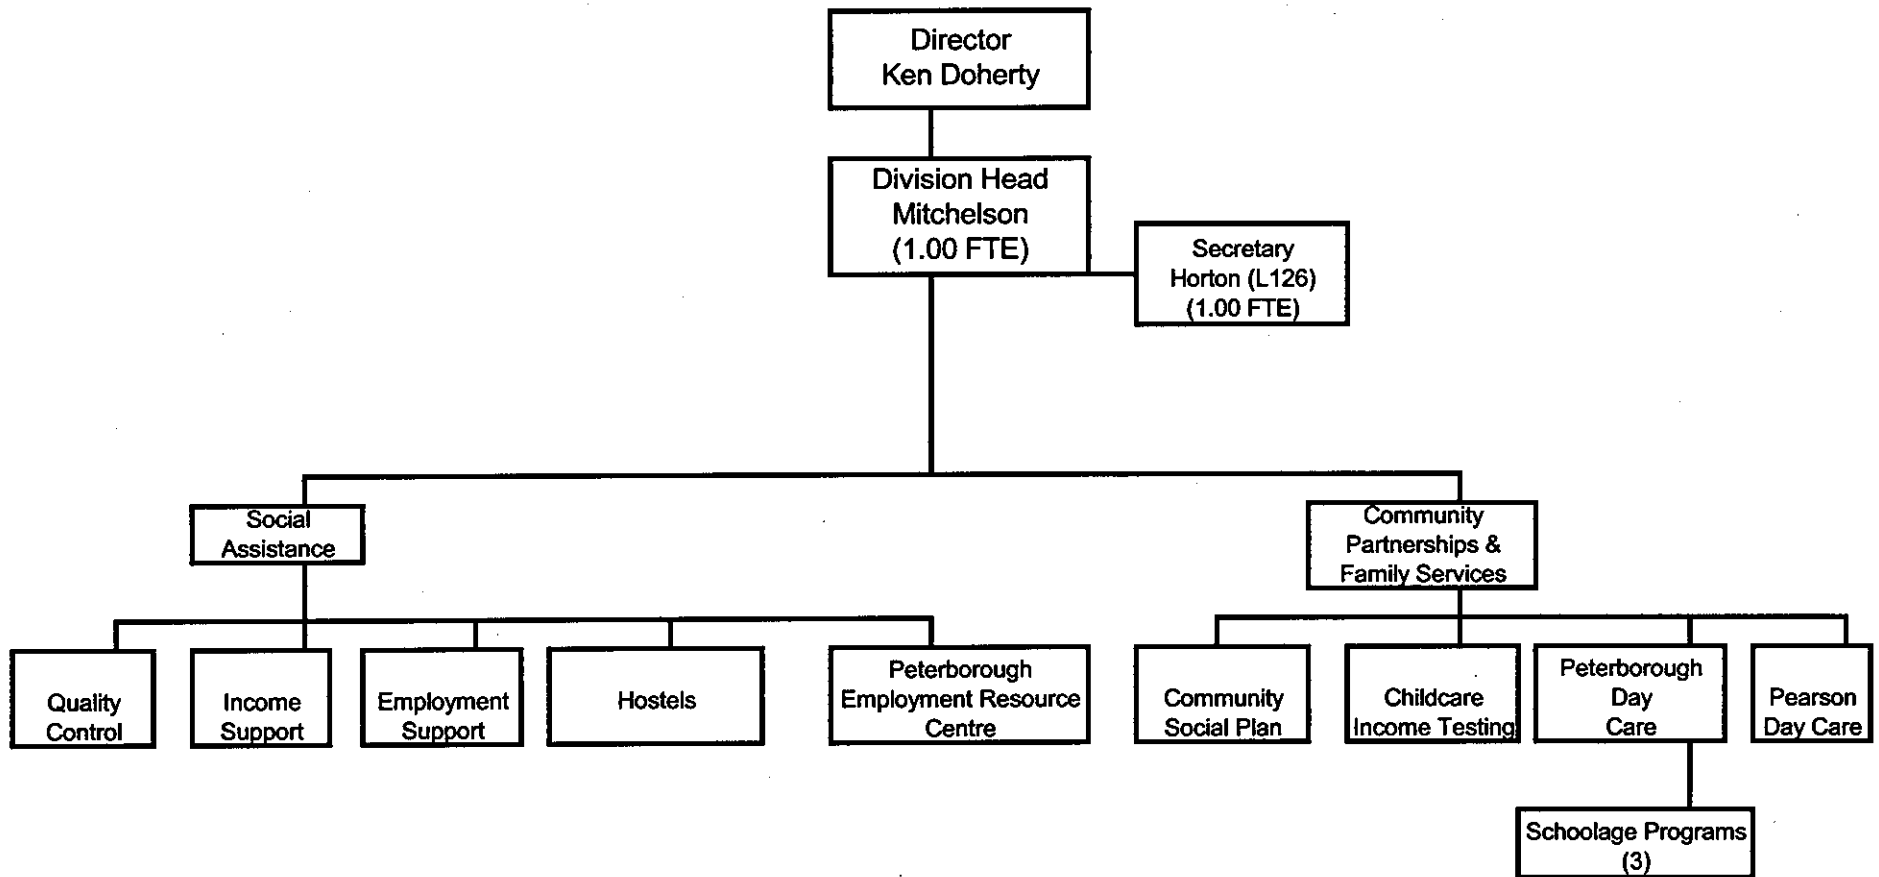 Director
Ken Doherty
Division Head
Mitchelson
(1.00 FTE)
Secretary
Horton (L126)
(1.00 FTE)
Social
Assistance
Community
Partnerships &
Family Services
Quality
Control
Income
Support
Employment
Support
Hostels
Peterborough
Employment Resource
Centre
Community
Social Plan
Childcare
Income Testing
Peterborough
Day
Care
Pearson
Day Care
Schoolage Programs
(3)